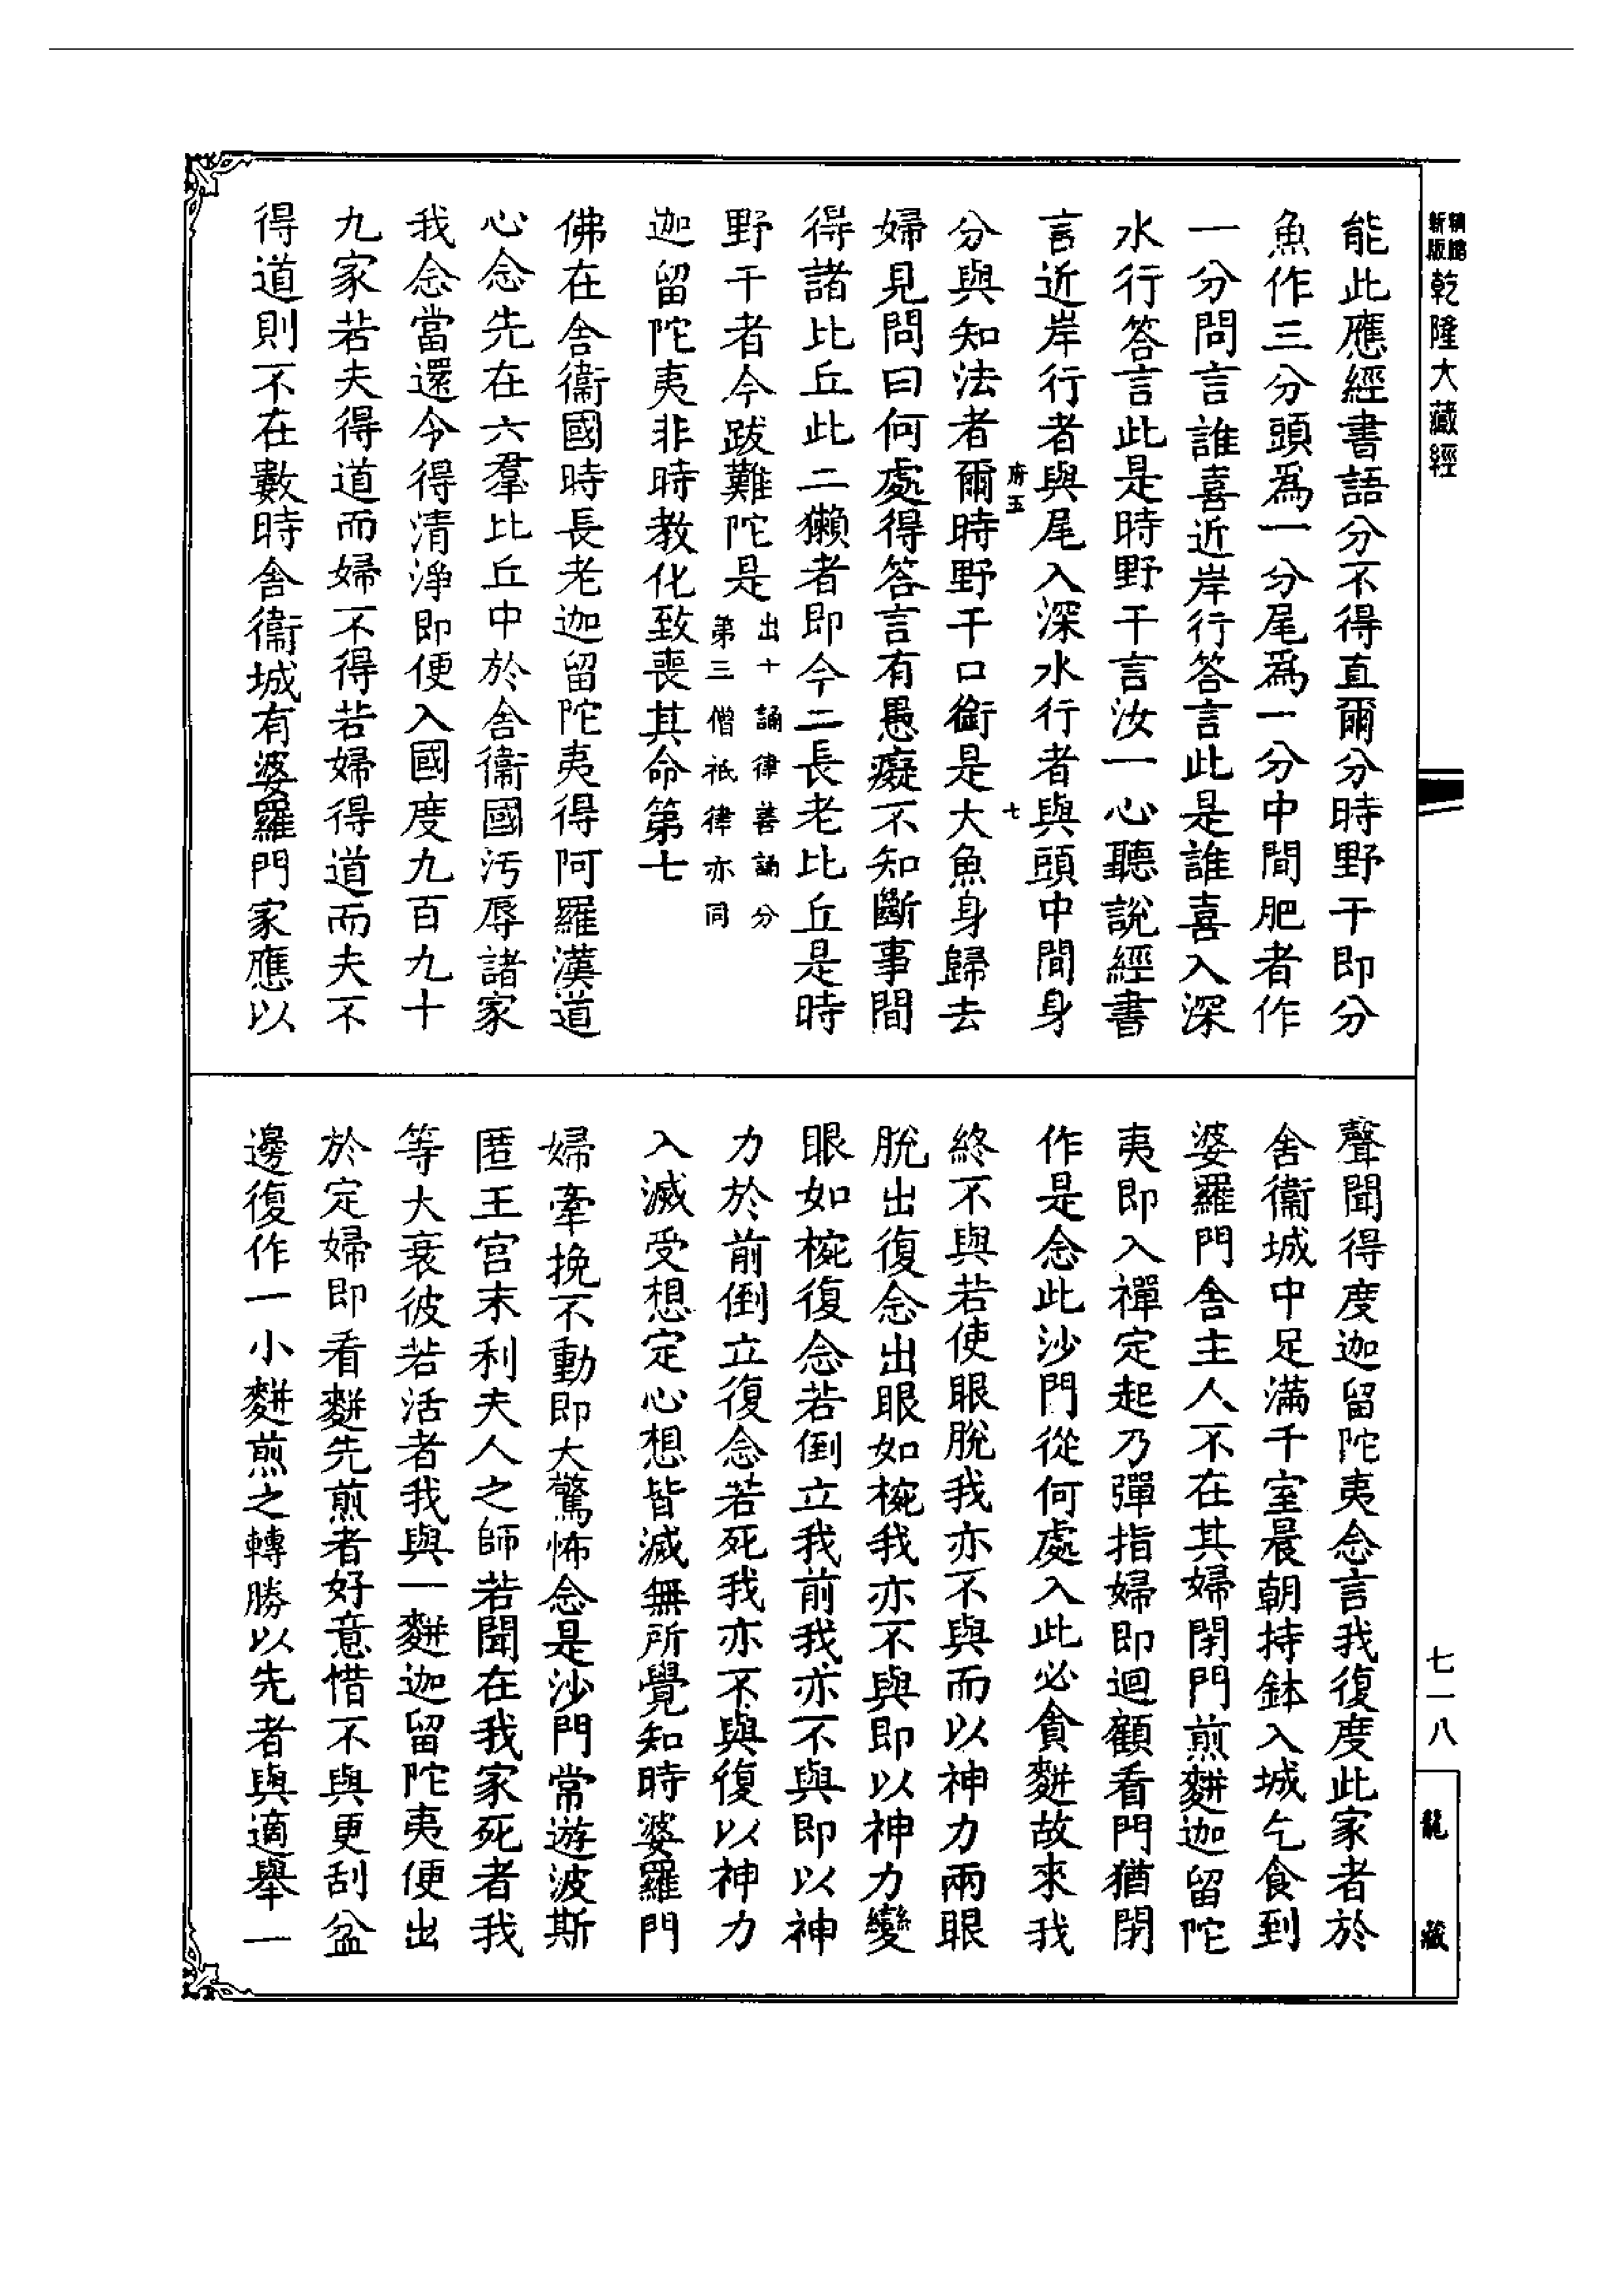 新版
精鐫
乾隆大藏經
能此應經書語分不得直爾分時野干即分
魚作三分頭爲一分尾爲一分中間肥者作
一分問言誰喜近岸行答言此是誰喜入深
水行答言此是時野干言汝一心聽説經書
言近岸行者與尾入深水行者與頭中間身
府五
七
分與知法者爾時野干口銜是大魚身歸去
婦見問曰何處得答言有愚癡不知斷事間
得諸比丘此二獺者即今二長老比丘是時
野干者今跋難陀是
出十誦律善誦分
第三僧祇律亦同
迦留陀夷非時教化致喪其命第七
佛在舍衞國時長老迦留陀夷得阿羅漢道
心念先在六羣比丘中於舍衞國污辱諸家
我念當還今得清淨即便入國度九百九十
九家若夫得道而婦不得若婦得道而夫不
得道則不在數時舍衞城有婆羅門家應以
聲聞得度迦留陀夷念言我復度此家者於
舍衞城中足滿千室晨朝持鉢入城乞食到
婆羅門舍主人不在其婦閉門煎䴵迦留陀
夷即入禪定起乃彈指婦即迴顧看門猶閉
作是念此沙門從何處入此必貪䴵故來我
終不與若使眼脫我亦不與而以神力兩眼
脫出復念出眼如椀我亦不與即以神力變
眼如椀復念若倒立我前我亦不與即以神
力於前倒立復念若死我亦不與復以神力
入滅受想定心想皆滅無所覺知時婆羅門
婦牽挽不動即大驚怖念是沙門常遊波斯
匿王宮末利夫人之師若聞在我家死者我
等大衰彼若活者我與一䴵迦留陀夷便出
於定婦即看䴵先煎者好意惜不與更刮盆
邊復作一小䴵煎之轉勝以先者與適舉一
七一八
龍藏